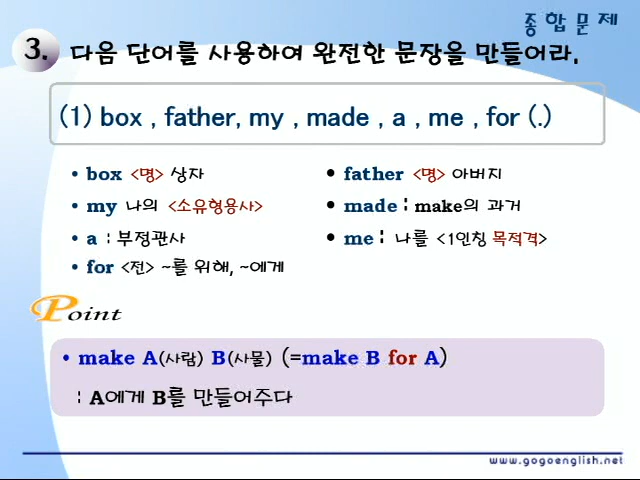 종합문제
3. 다음 단어를 사용하여 완전한 문장을 만들어라.
(1) box , father, my , made , a , me , for (.)
• box <명> 상자
• father <명> 아버지
• my 나의 <소유형용사>
• made : make의 과거
• a : 부정관사
• me : 나를 <1인칭 목적격>
• for <전> ~를 위해, ~에게
Point
• make A(사람) B(사물) (=make B for A)
: A에게 B를 만들어주다
www.gogoenglish.net